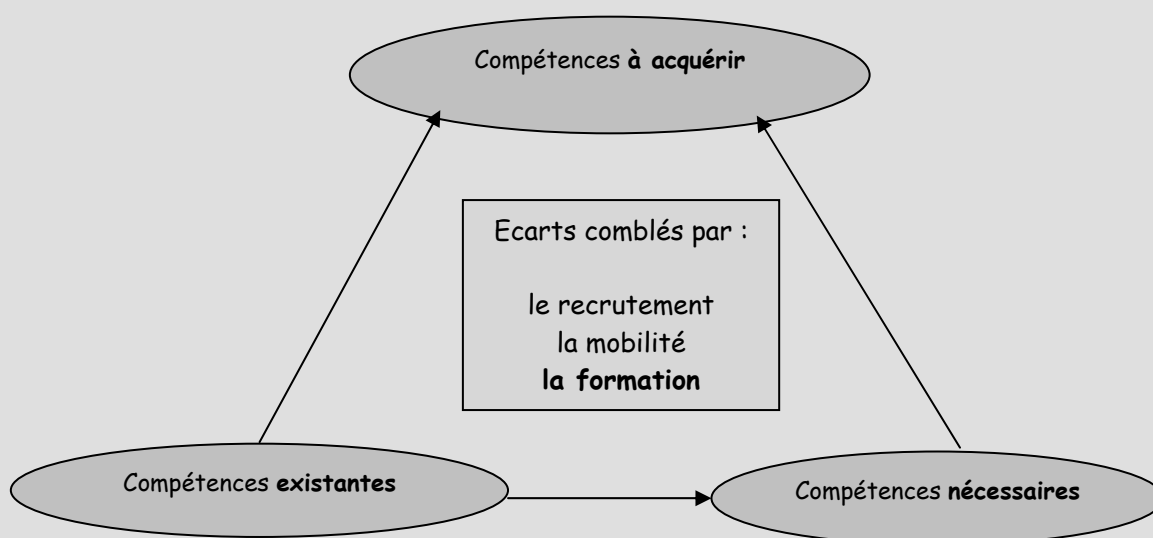 Compétences à acquérir
Ecarts comblés par :
le recrutement
la mobilité
la formation
Compétences existantes
Compétences nécessaires